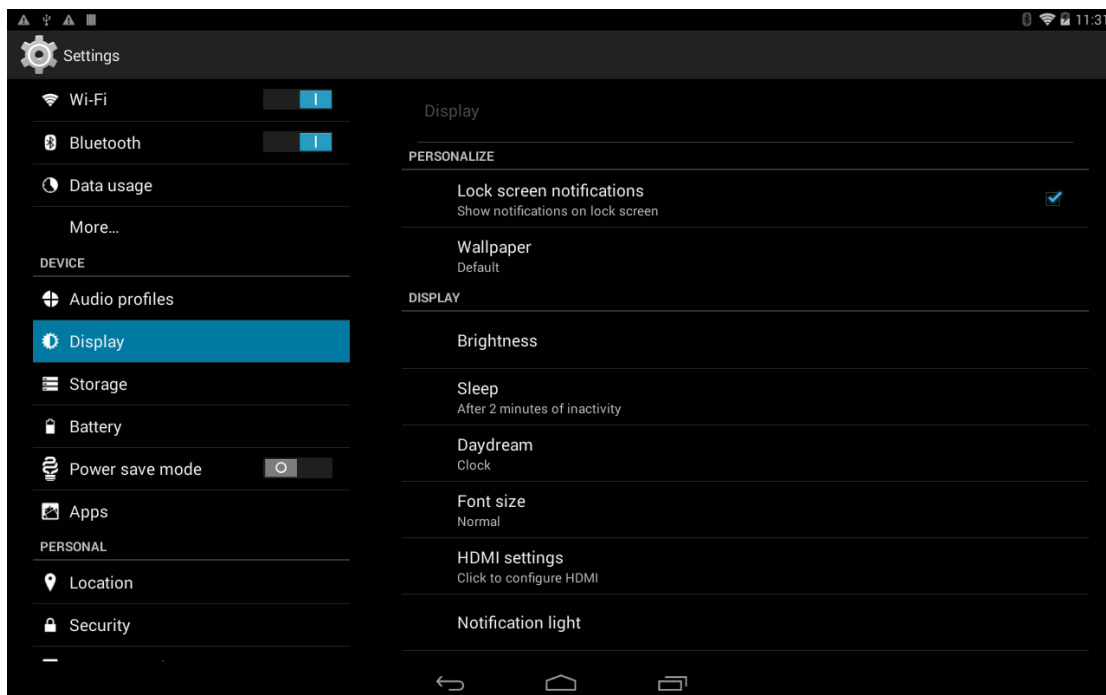 11:31
Settings
Wi-Fi
Bluetooth
Data usage
More...
DEVICE
Audio profiles
Display
Storage
Battery
Power save mode
Apps
PERSONAL
Location
Security
Display
PERSONALIZE
Lock screen notifications
Show notifications on lock screen
Wallpaper
Default
DISPLAY
Brightness
Sleep
After 2 minutes of inactivity
Daydream
Clock
Font size
Normal
HDMI settings
Click to configure HDMI
Notification light